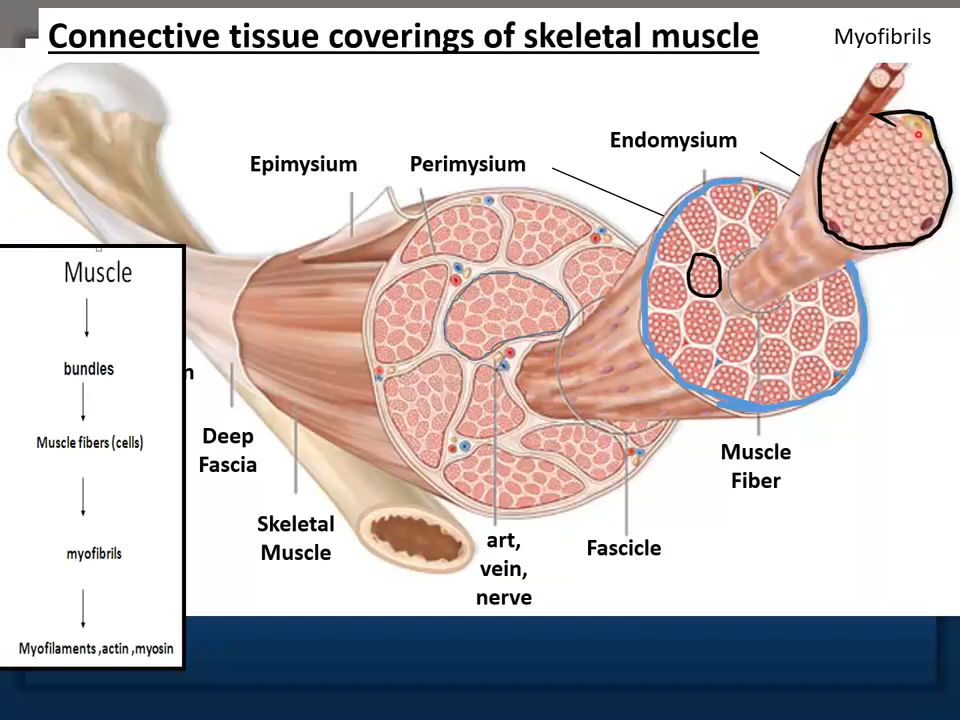 Connective tissue coverings of skeletal muscle
Myofibrils
Endomysium
Epimysium
Perimysium
Muscle
bundles
n
Muscle fibers (cells)
Deep
Fascia
Muscle
Fiber
Skeletal
Muscle
art,
vein,
nerve
Fascicle
myofibrils
Myofilaments ,actin ,myosin